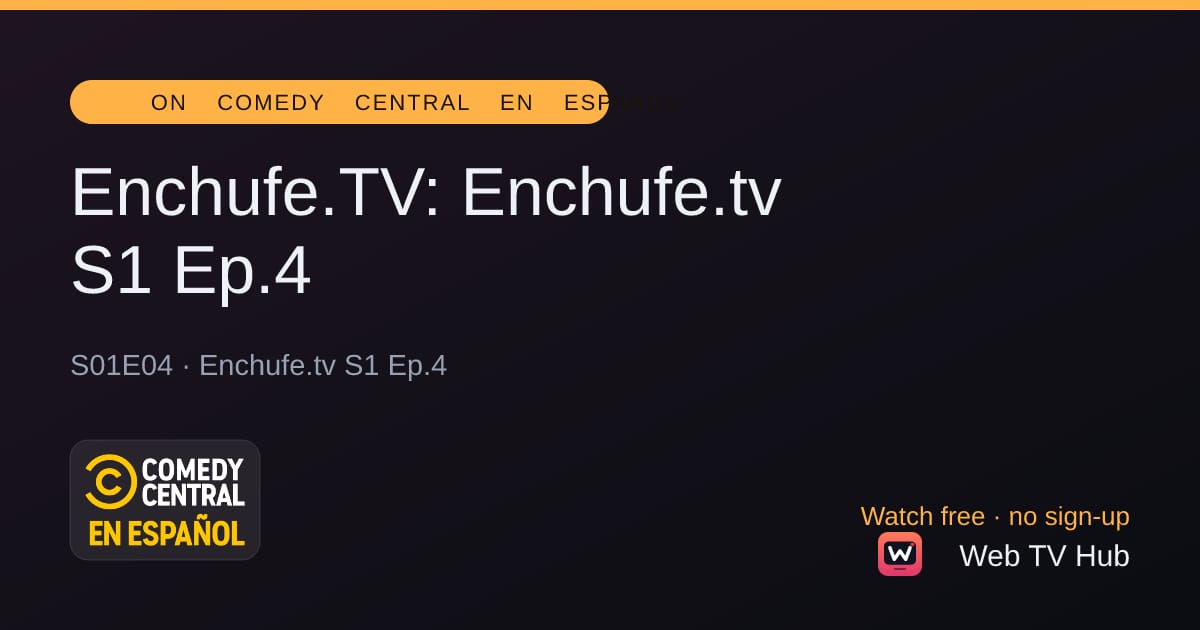 ON COMEDY CENTRAL EN ESPAÑOL
Enchufe.TV: Enchufe.tv
S1 Ep.4
S01E04 · Enchufe.tv S1 Ep.4
COMEDY
CENTRAL
EN ESPAÑOL
Watch free · no sign-up
W
Web TV Hub